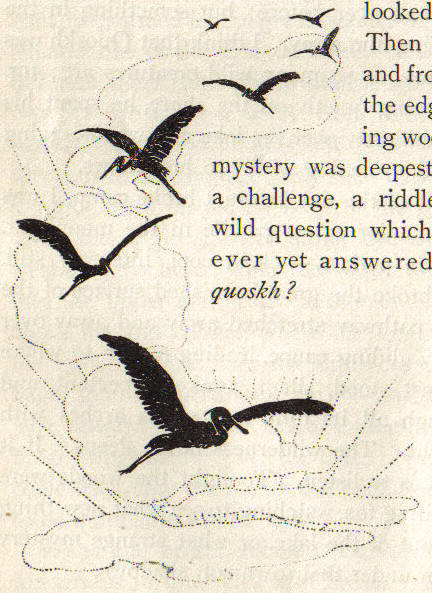 looked
Then
and fro
the edg
ing woo
mystery was deepest
a challenge, a riddle
wild question which
ever yet answered
quoskh?